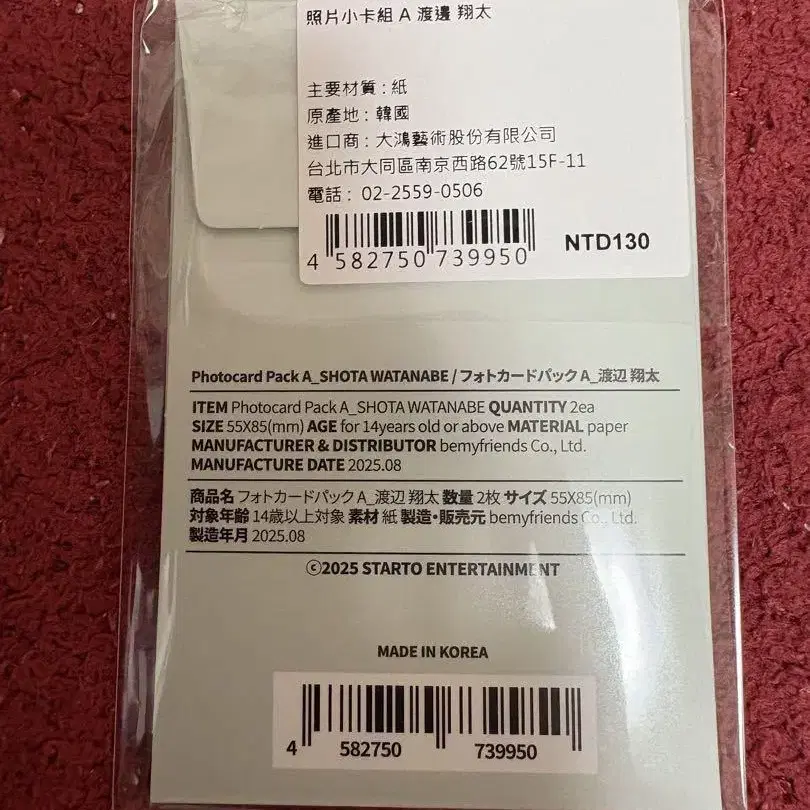 照片小卡組 A 渡邊 翔太
主要材質 : 紙
原產地 : 韓國
進口商 : 大鴻藝術股份有限公司
台北市大同區南京西路62號15F-11
電話 : 02-2559-0506
4 582750 739950
NTD130
Photocard Pack A_SHOTA WATANABE / フォトカードパック A_渡辺 翔太
ITEM Photocard Pack A_SHOTA WATANABE QUANTITY 2ea
SIZE 55X85(mm) AGE for 14years old or above MATERIAL paper
MANUFACTURER & DISTRIBUTOR bemyfriends Co., Ltd.
MANUFACTURE DATE 2025.08
商品名 フォトカードパック A_渡辺 翔太 数量 2枚 サイズ 55X85(mm)
対象年齢 14歳以上対象 素材 紙 製造・販売元 bemyfriends Co., Ltd.
製造年月 2025.08
ⓒ2025 STARTO ENTERTAINMENT
MADE IN KOREA
4 582750 739950